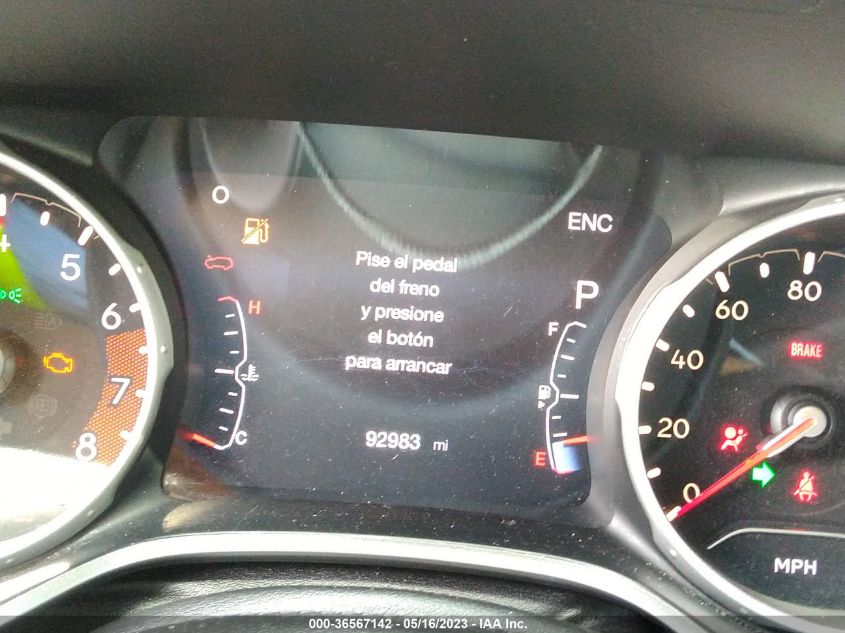 O
ENC
Pise el pedal
del freno
y presione
el botón
para arrancar
P
H
C
F
E
92983 mi
4
5
6
7
8
0
20
40
60
80
BRAKE
MPH
000-36567142 - 05/16/2023 - IAA Inc.